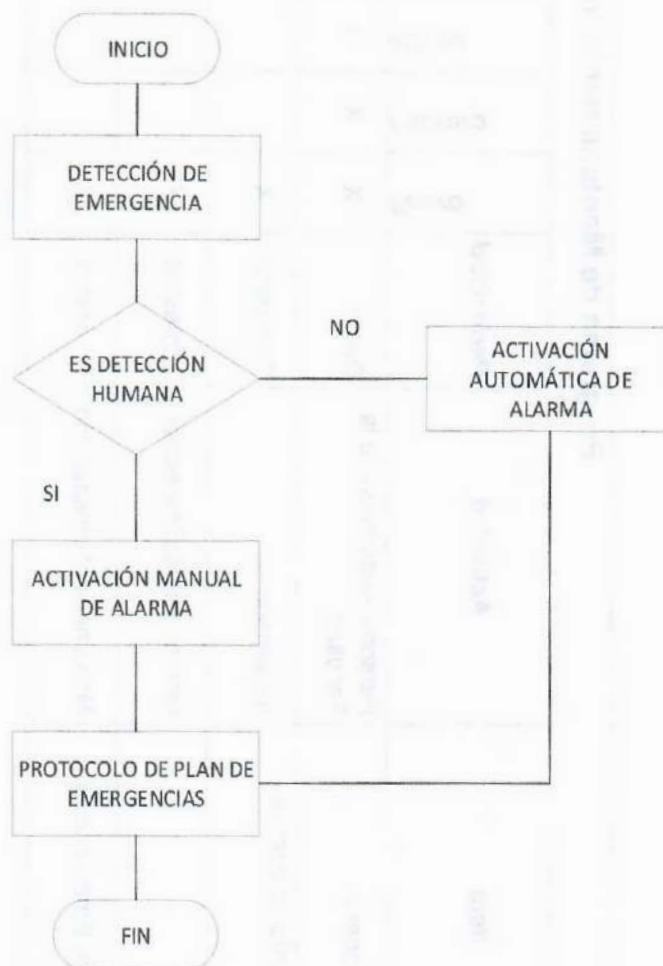 INICIO
DETECCIÓN DE
EMERGENCIA
ES DETECCIÓN
HUMANA
NO
ACTIVACIÓN
AUTOMÁTICA DE
ALARMA
SI
ACTIVACIÓN MANUAL
DE ALARMA
PROTOCOLO DE PLAN DE
EMERGENCIAS
FIN